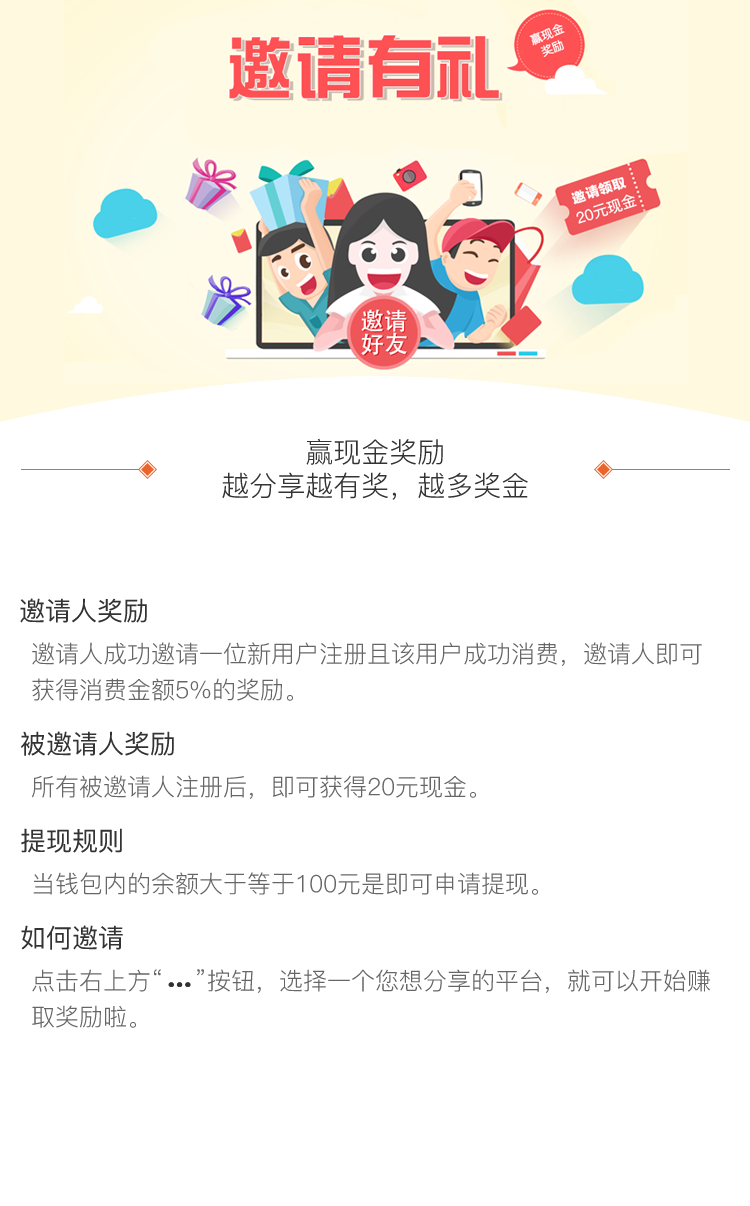 邀请有礼
赢现金
奖励
邀请领取
20元现金
邀请
好友
赢现金奖励
越分享越有奖，越多奖金
邀请人奖励
邀请人成功邀请一位新用户注册且该用户成功消费，邀请人即可
获得消费金额5%的奖励。
被邀请人奖励
所有被邀请人注册后，即可获得20元现金。
提现规则
当钱包内的余额大于等于100元是即可申请提现。
如何邀请
点击右上方“•••”按钮，选择一个您想分享的平台，就可以开始赚
取奖励啦。